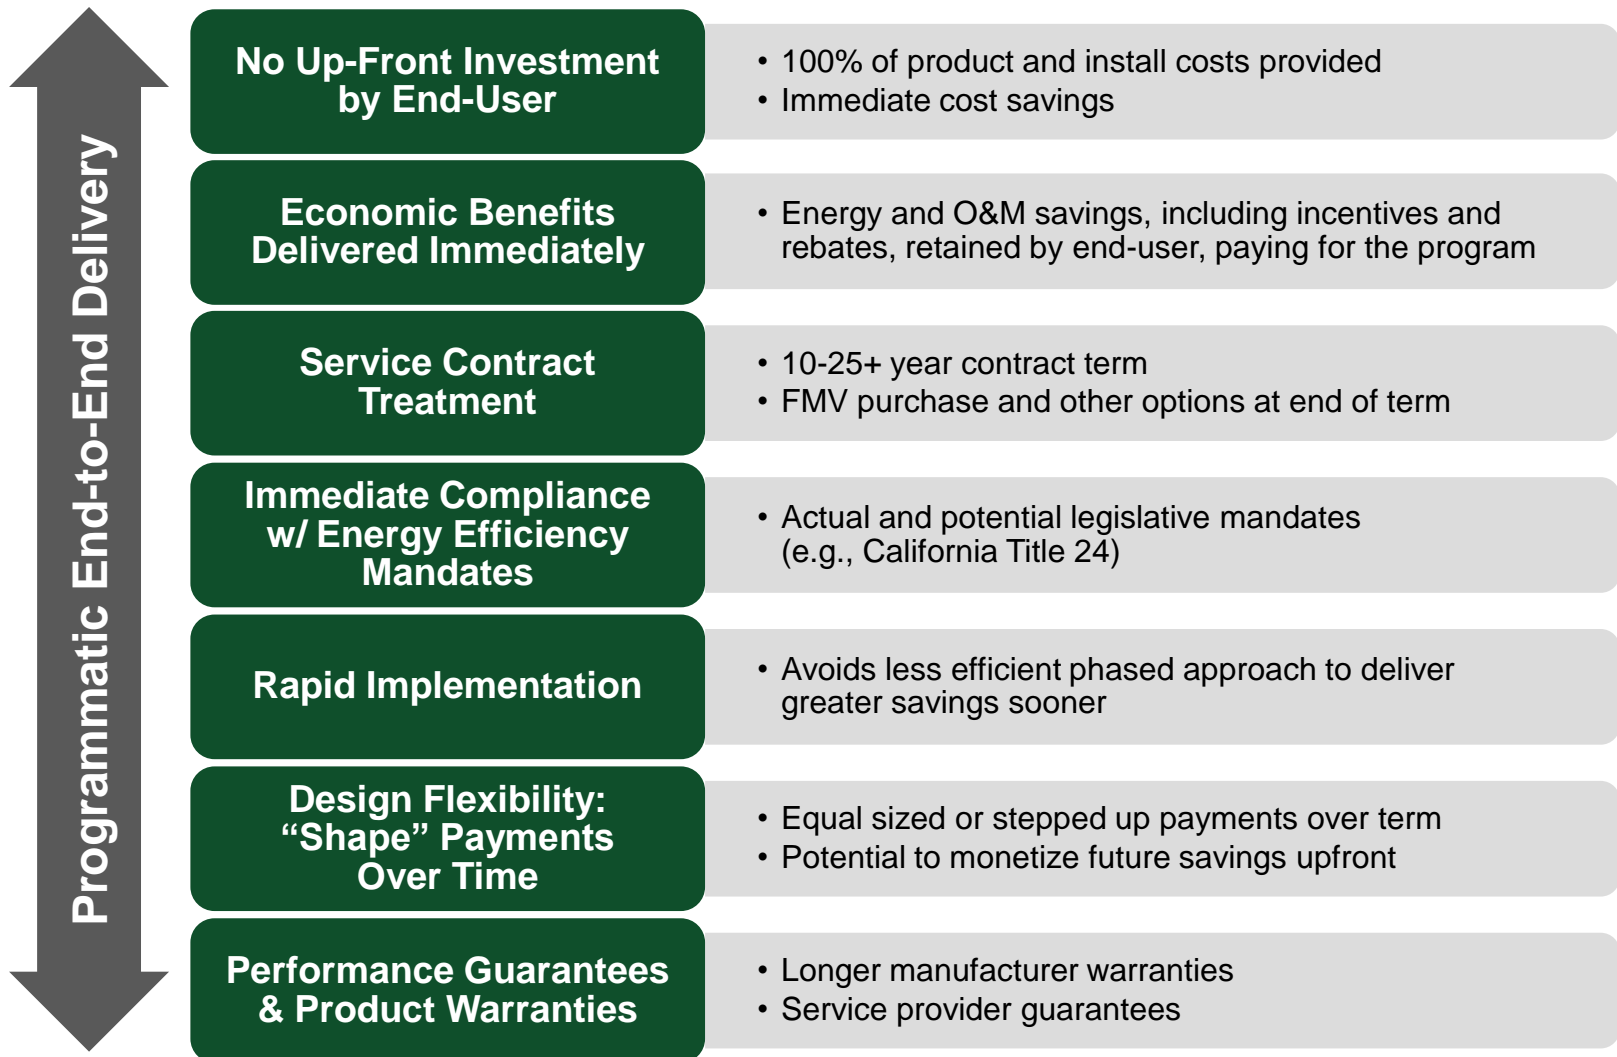 Programmatic End-to-End Delivery
No Up-Front Investment
by End-User
• 100% of product and install costs provided
• Immediate cost savings
Economic Benefits
Delivered Immediately
• Energy and O&M savings, including incentives and
rebates, retained by end-user, paying for the program
Service Contract
Treatment
• 10-25+ year contract term
• FMV purchase and other options at end of term
Immediate Compliance
w/ Energy Efficiency
Mandates
• Actual and potential legislative mandates
(e.g., California Title 24)
Rapid Implementation
• Avoids less efficient phased approach to deliver
greater savings sooner
Design Flexibility:
“Shape” Payments
Over Time
• Equal sized or stepped up payments over term
• Potential to monetize future savings upfront
Performance Guarantees
& Product Warranties
• Longer manufacturer warranties
• Service provider guarantees